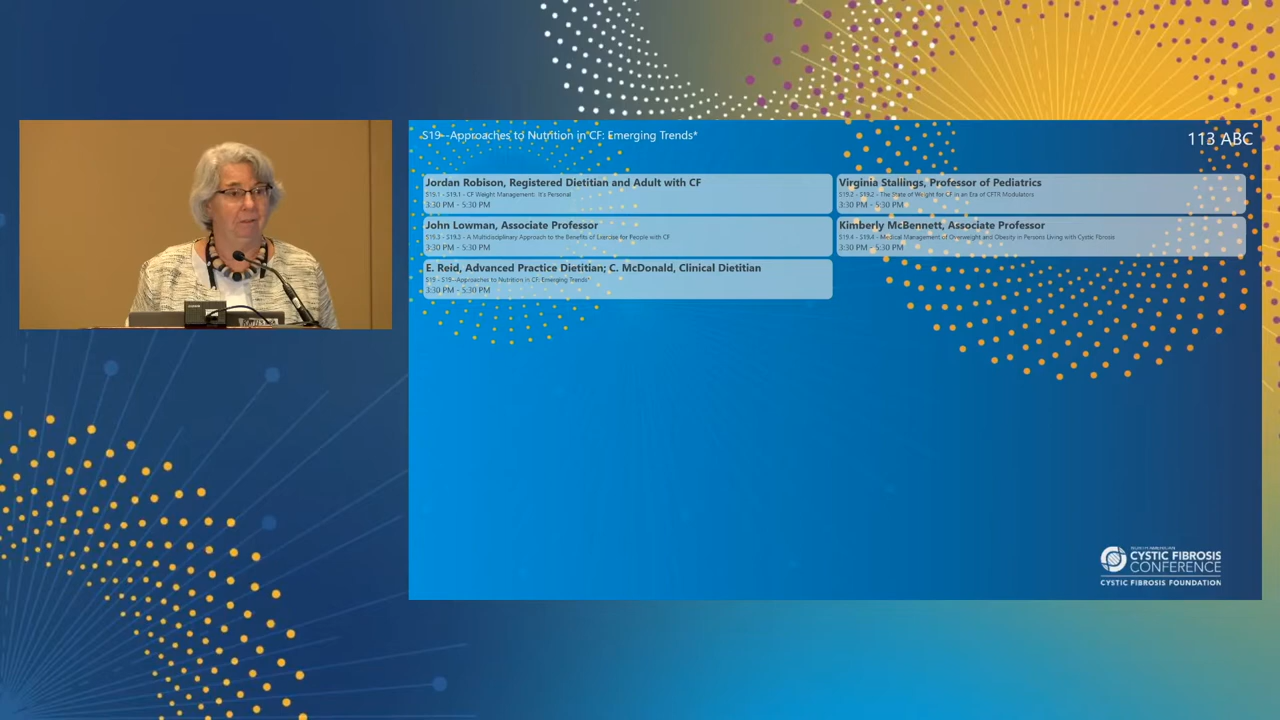 S19--Approaches to Nutrition in CF: Emerging Trends*
113 ABC
Jordan Robison, Registered Dietitian and Adult with CF
S19.1 - S19.1 - CF Weight Management: It's Personal
3:30 PM - 5:30 PM
Virginia Stallings, Professor of Pediatrics
S19.2 - S19.2 - The State of Weight for CF in an Era of CFTR Modulators
3:30 PM - 5:30 PM
John Lowman, Associate Professor
S19.3 - S19.3 - A Multidisciplinary Approach to the Benefits of Exercise for People with CF
3:30 PM - 5:30 PM
Kimberly McBennett, Associate Professor
S19.4 - S19.4 - Medical Management of Overweight and Obesity in Persons Living with Cystic Fibrosis
3:30 PM - 5:30 PM
E. Reid, Advanced Practice Dietitian; C. McDonald, Clinical Dietitian
S19 - S19--Approaches to Nutrition in CF: Emerging Trends*
3:30 PM - 5:30 PM
NORTH AMERICAN
CYSTIC FIBROSIS
CONFERENCE
CYSTIC FIBROSIS FOUNDATION